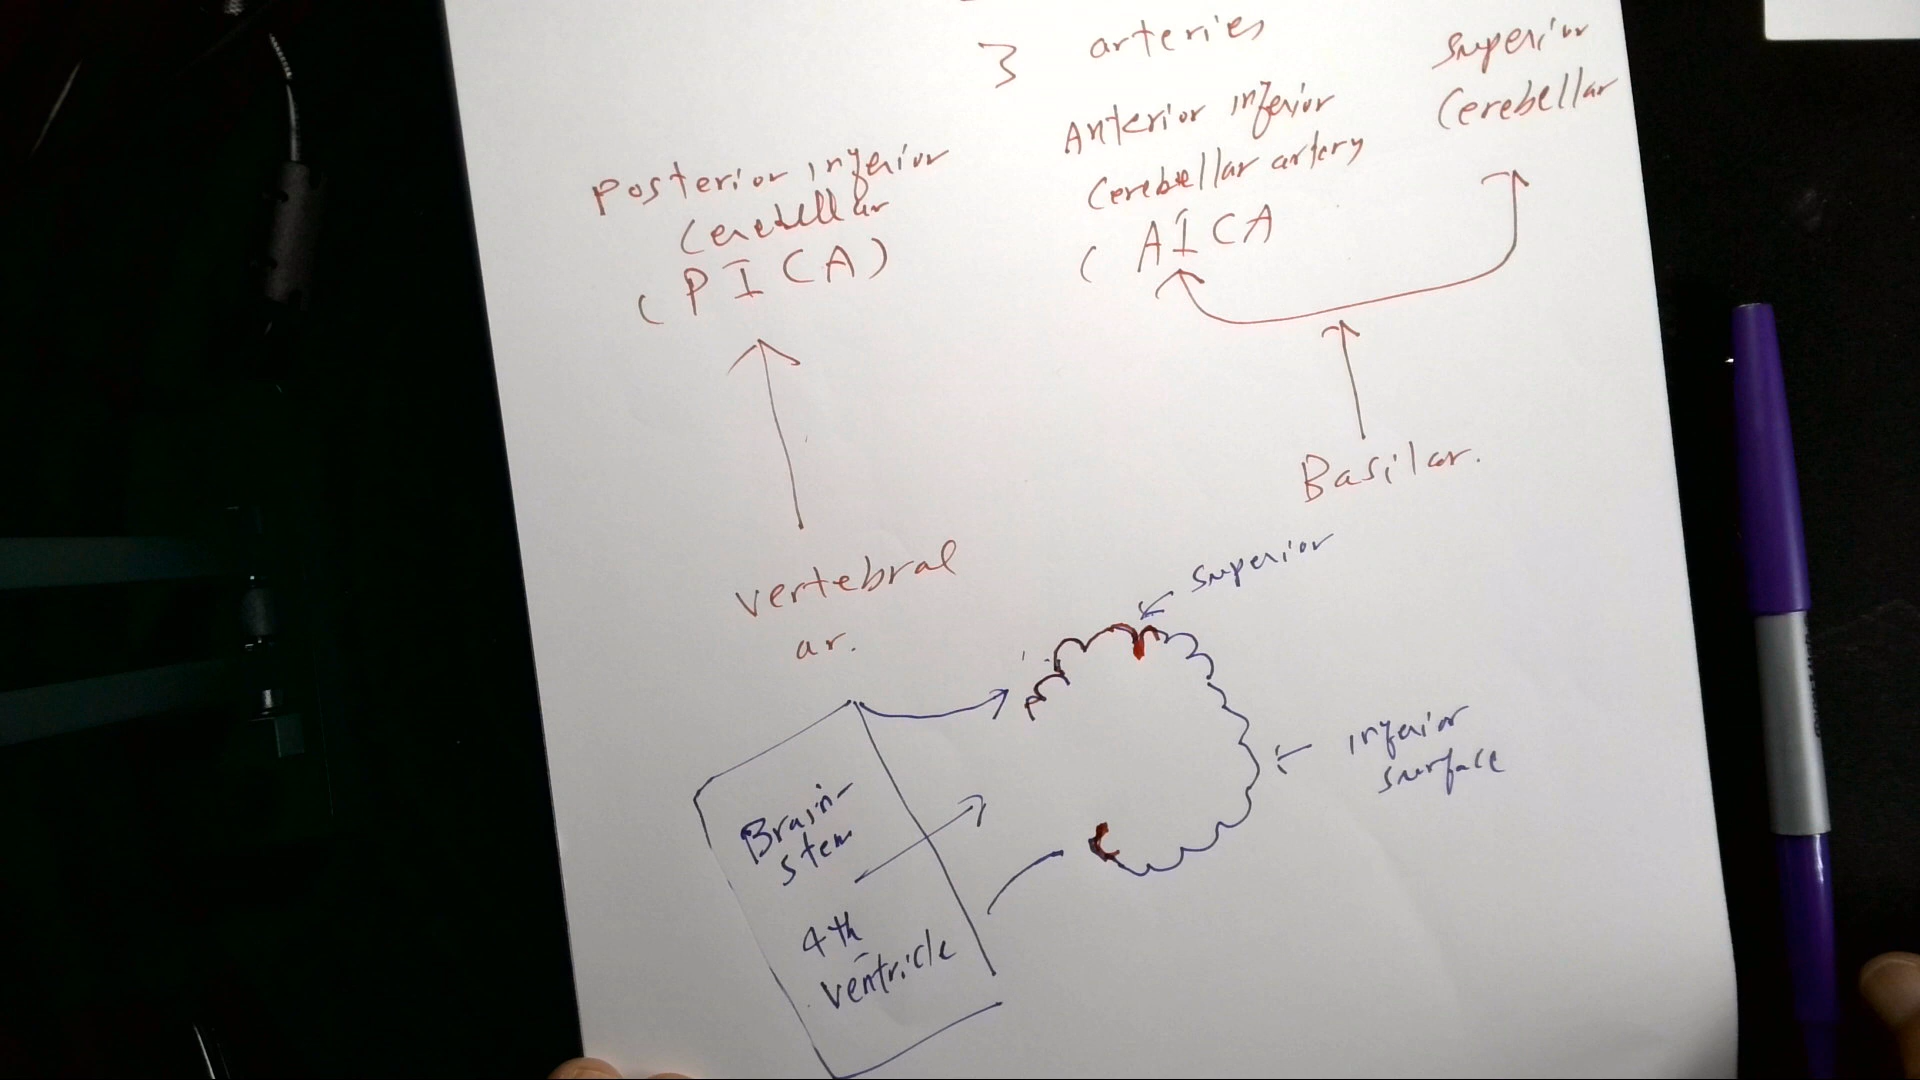 3 arteries
Posterior inferior
Cerebellar
(PICA)
Anterior inferior
Cerebellar artery
(AICA
Superior
Cerebellar
Basilar.
vertebral
ar.
superior
inferior
surface
Brain-
stem
4th
ventricle